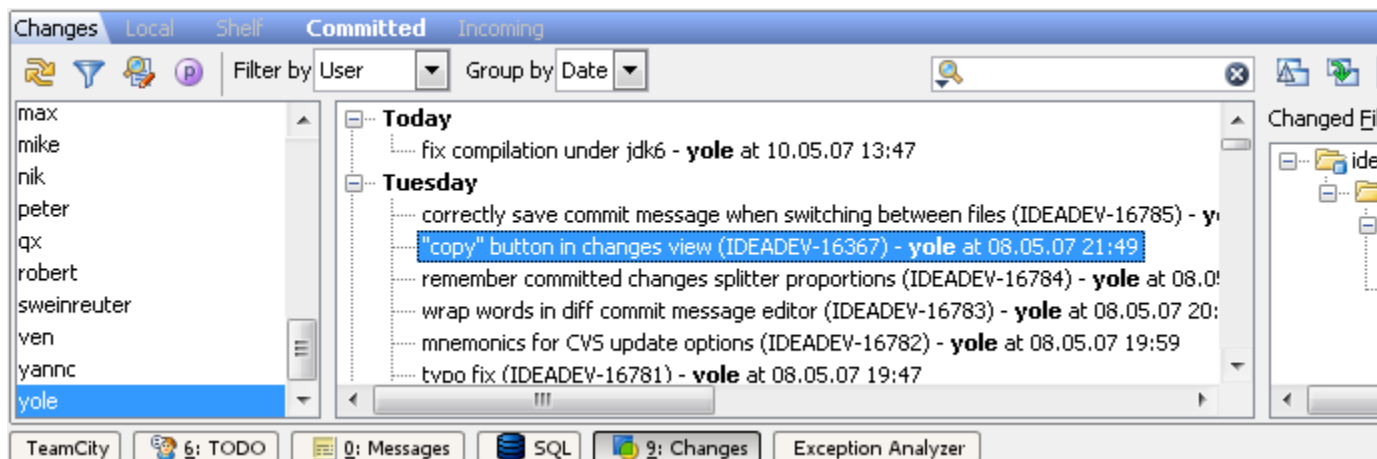 Changes Local Shelf Committed Incoming
Filter by User Group by Date
max
mike
nik
peter
qx
robert
sweinreuter
ven
yannc
yole
Today
fix compilation under jdk6 - yole at 10.05.07 13:47
Tuesday
correctly save commit message when switching between files (IDEADEV-16785) - y
"copy" button in changes view (IDEADEV-16367) - yole at 08.05.07 21:49
remember committed changes splitter proportions (IDEADEV-16784) - yole at 08.0
wrap words in diff commit message editor (IDEADEV-16783) - yole at 08.05.07 20:
mnemonics for CVS update options (IDEADEV-16782) - yole at 08.05.07 19:59
typo fix (IDEADEV-16781) - yole at 08.05.07 19:47
Changed Fi
ide
TeamCity 6: TODO 0: Messages SQL 9: Changes Exception Analyzer